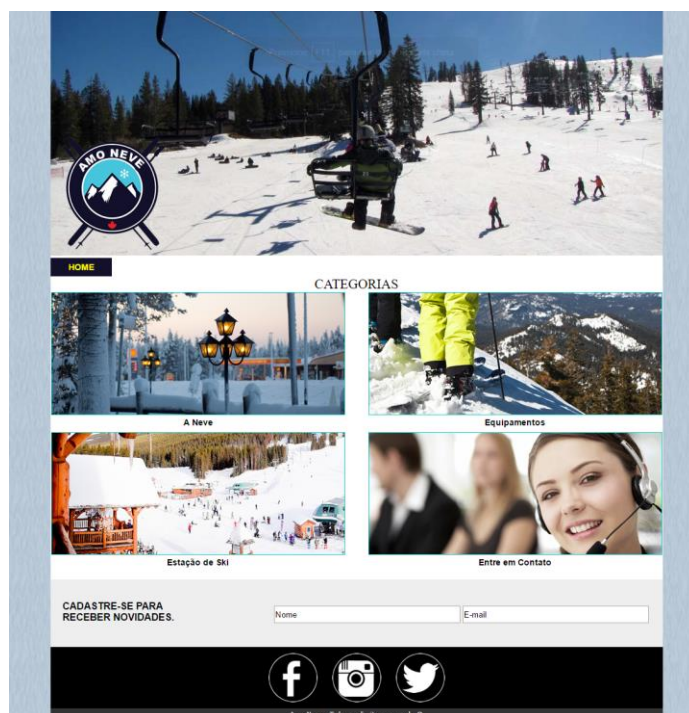 AMO NEVE
HOME
CATEGORIAS
A Neve
Equipamentos
Estação de Ski
Entre em Contato
CADASTRE-SE PARA
RECEBER NOVIDADES.
Nome
E-mail